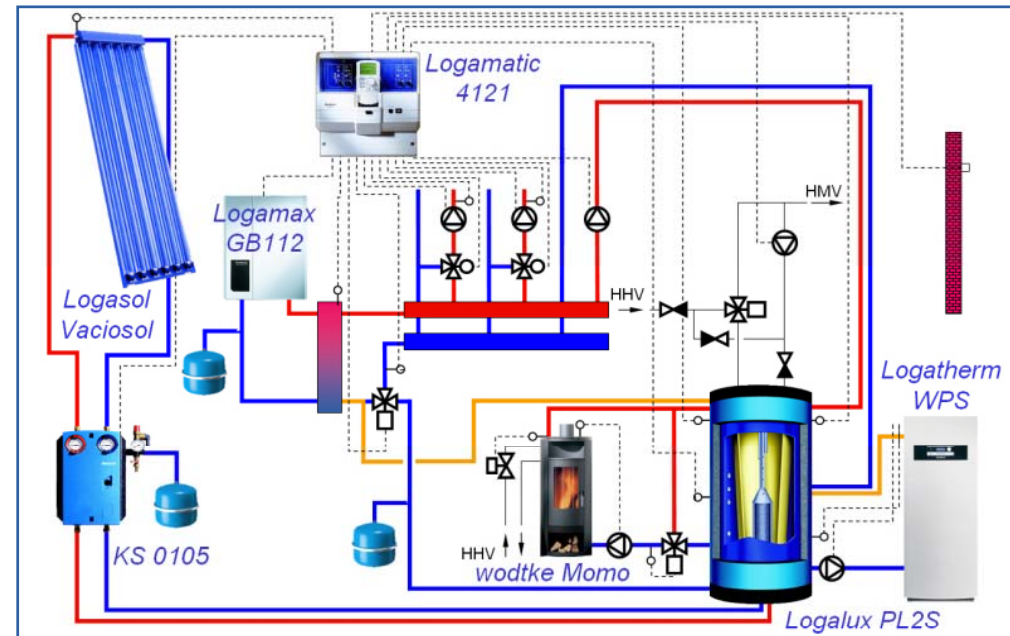 Logamatic
4121
Logamax
GB112
HMV
Logasol
Vaciosol
HHV
Logatherm
WPS
KS 0105
HHV
wodtke Momo
Logalux PL2S